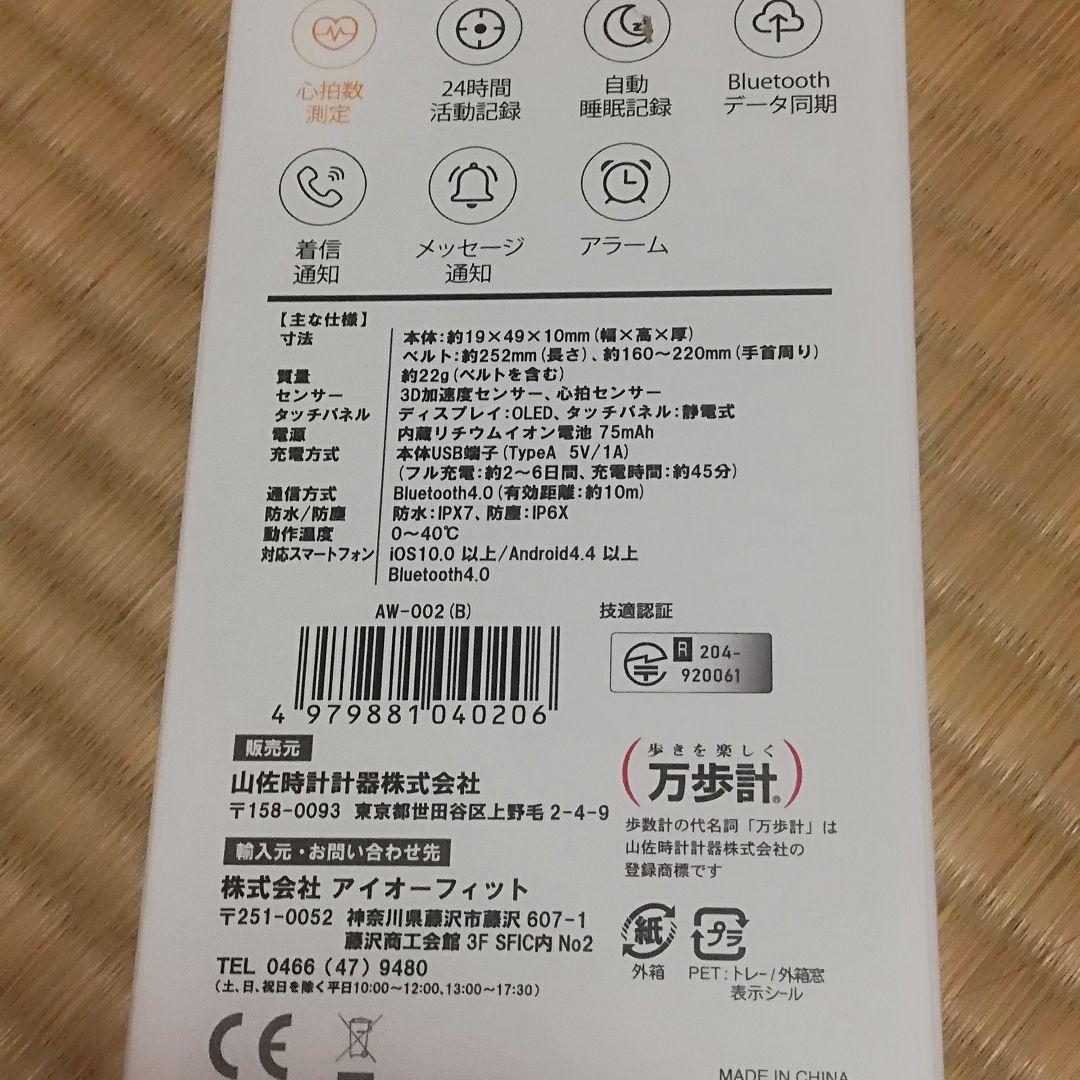 心拍数
測定
24時間
活動記録
自動
睡眠記録
Bluetooth
データ同期
着信
通知
メッセージ
通知
アラーム
【主な仕様】
寸法 本体:約19×49×10mm(幅×高×厚)
ベルト:約252mm(長さ)、約160～220mm(手首周り)
質量 約22g(ベルトを含む)
センサー 3D加速度センサー、心拍センサー
タッチパネル ディスプレイ:OLED、タッチパネル:静電式
電源 内蔵リチウムイオン電池 75mAh
充電方式 本体USB端子(TypeA 5V/1A)
(フル充電:約2～6日間、充電時間:約45分)
通信方式 Bluetooth4.0(有効距離:約10m)
防水/防塵 防水:IPX7、防塵:IP6X
動作温度 0～40℃
対応スマートフォン iOS10.0 以上/Android4.4 以上
Bluetooth4.0
AW-002(B)
4 979881 040206
技適認証
R 204-
920061
販売元
山佐時計計器株式会社
〒158-0093 東京都世田谷区上野毛 2-4-9
歩きを楽しく
万歩計®
歩数計の代名詞「万歩計」は
山佐時計計器株式会社の
登録商標です
輸入元・お問い合わせ先
株式会社 アイオーフィット
〒251-0052 神奈川県藤沢市藤沢 607-1
藤沢商工会館 3F SFIC内 No2
TEL 0466(47)9480
(土、日、祝日を除く平日10:00～12:00、13:00～17:30)
紙
外箱
プラ
PET:トレー/外箱窓
表示シール
CE
MADE IN CHINA